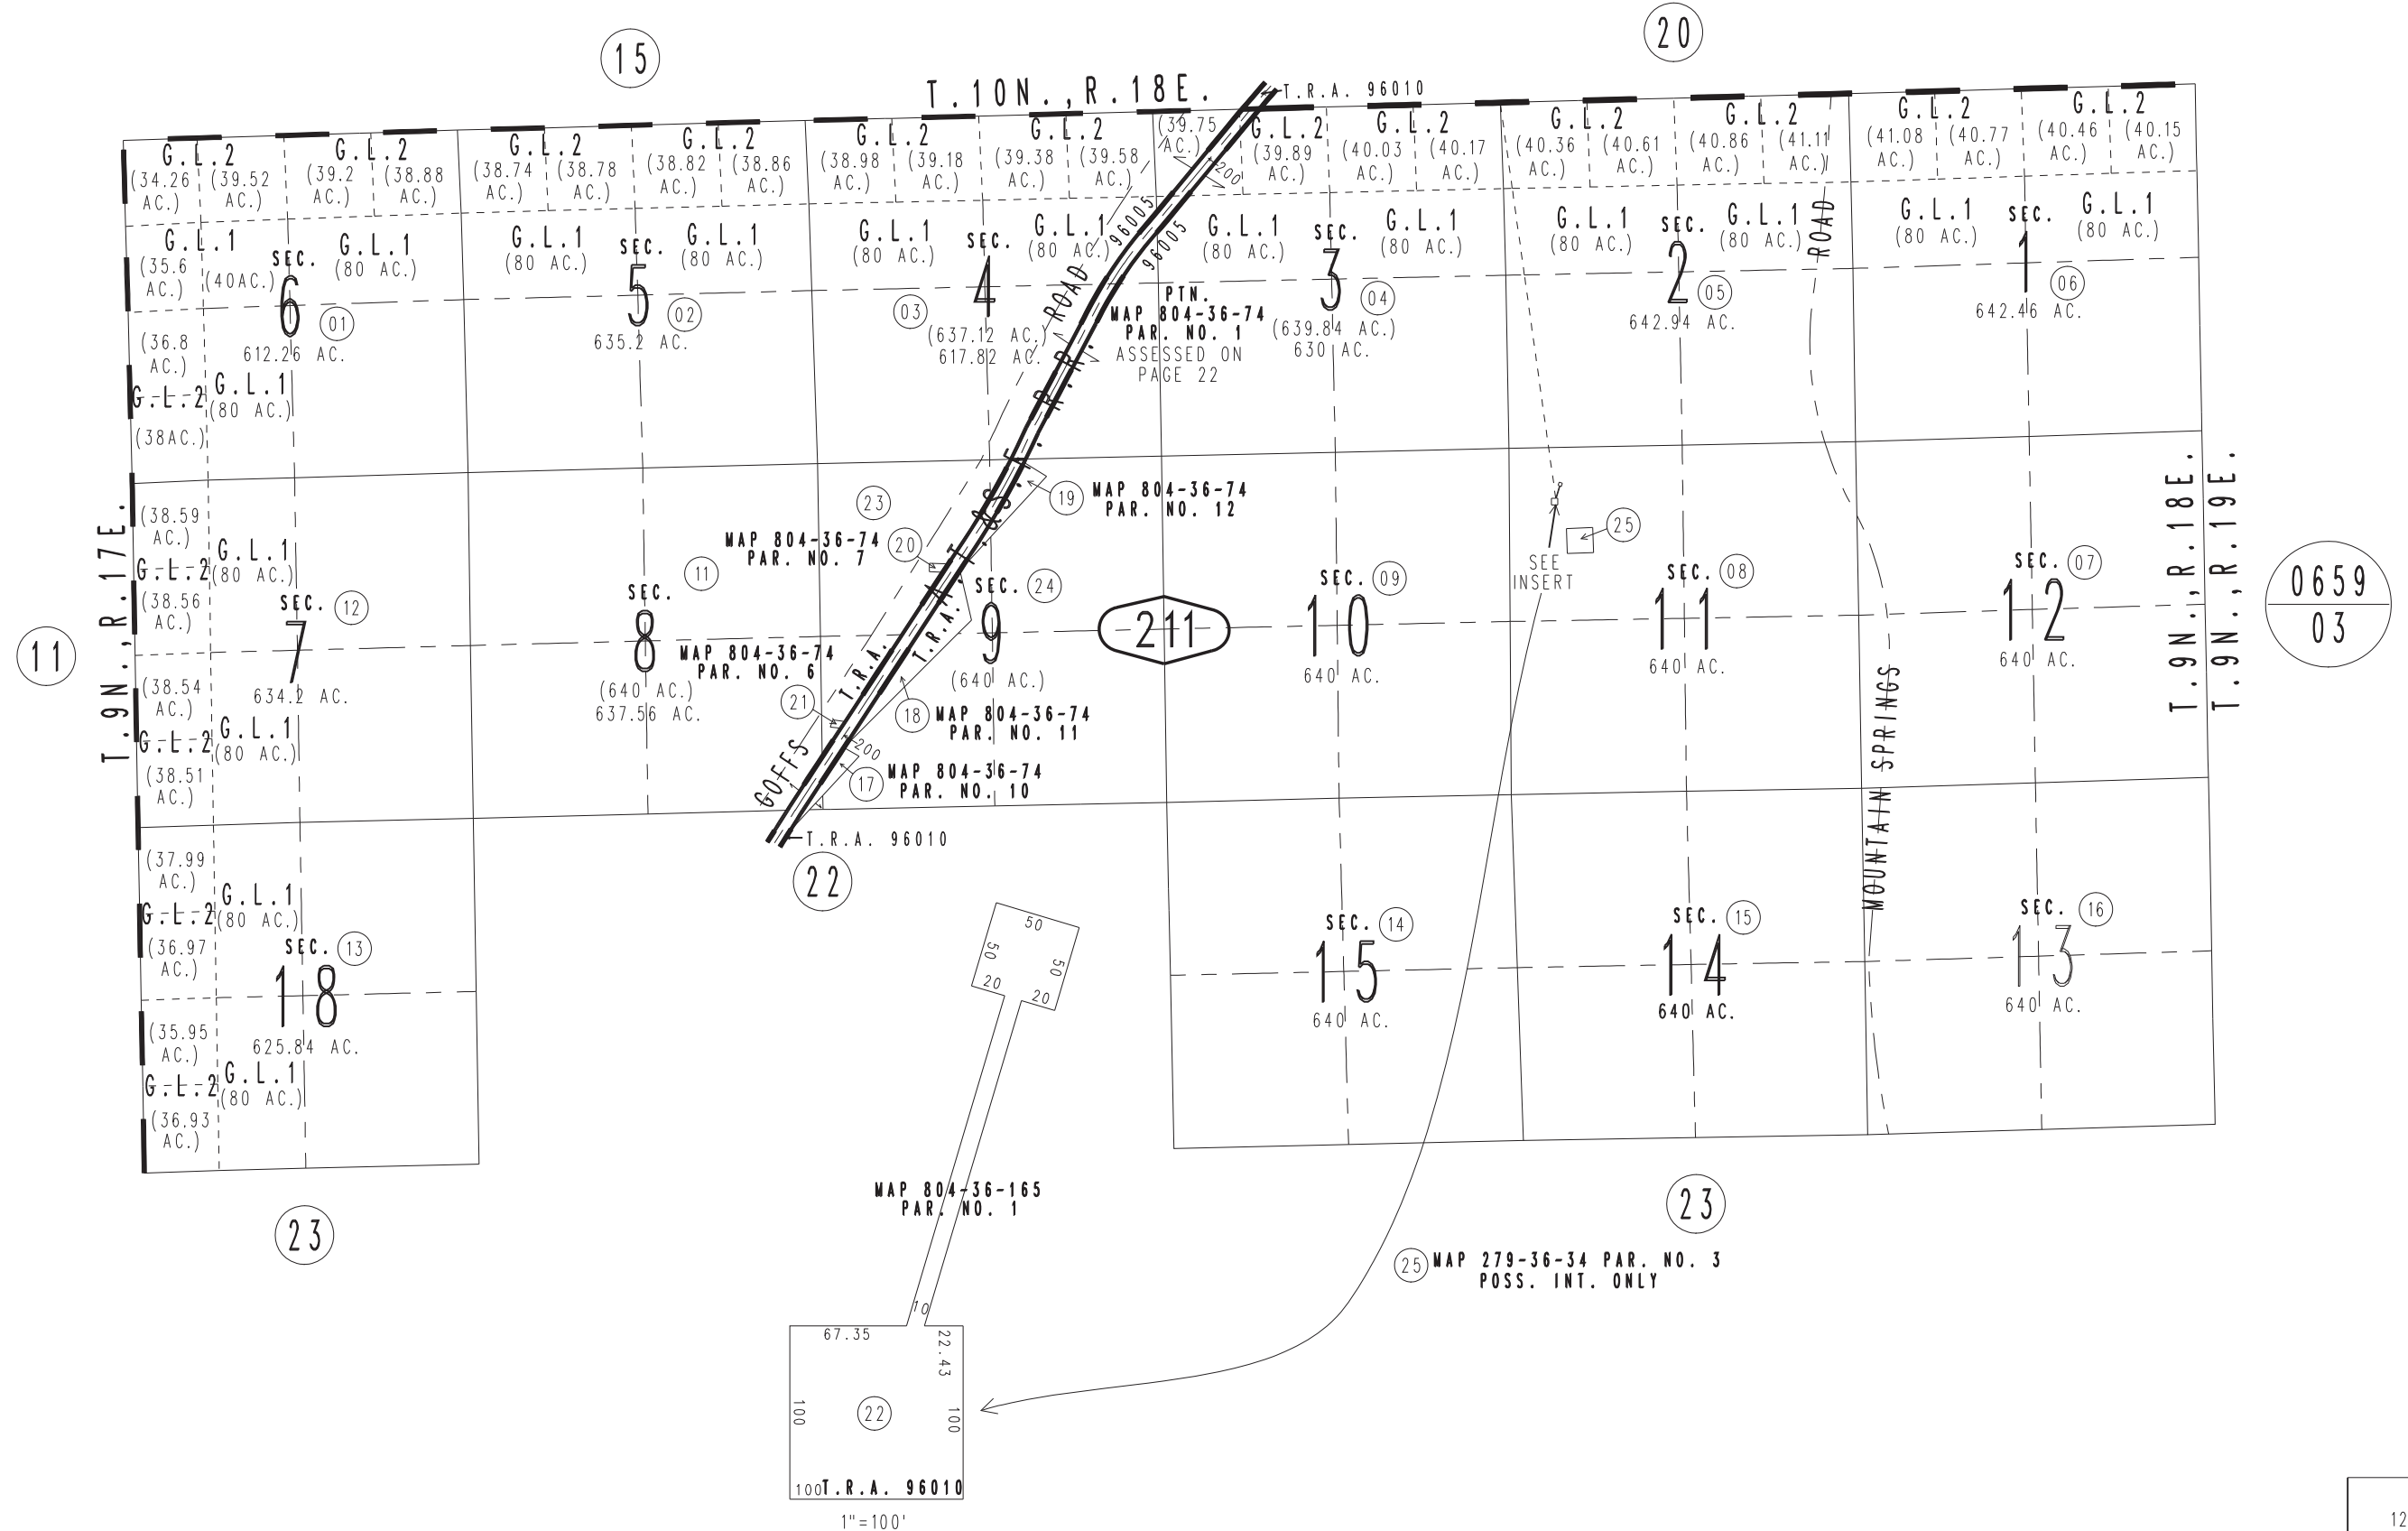 15
20
T.10N.,R.18E.
T.R.A. 96010
G.L.2
(34.26
AC.)
(39.52
AC.)
G.L.2
(39.2
AC.)
(38.88
AC.)
G.L.2
(38.74
AC.)
(38.78
AC.)
G.L.2
(38.82
AC.)
(38.86
AC.)
G.L.2
(38.98
AC.)
(39.18
AC.)
G.L.2
(39.38
AC.)
(39.58
AC.)
(39.75
AC.)
G.L.2
(39.89
AC.)
G.L.2
(40.03
AC.)
(40.17
AC.)
G.L.2
(40.36
AC.)
(40.61
AC.)
G.L.2
(40.86
AC.)
(41.11
AC.)
G.L.2
(41.08
AC.)
(40.77
AC.)
G.L.2
(40.46
AC.)
(40.15
AC.)
200
G.L.1
(35.6
AC.)
(40AC.)
SEC.
6
01
612.26 AC.
G.L.1
(80 AC.)
G.L.1
(80 AC.)
SEC.
5
02
635.2 AC.
G.L.1
(80 AC.)
G.L.1
(80 AC.)
SEC.
4
03
(637.12 AC.)
617.82 AC.
G.L.1
(80 AC.)
96005
96005
G.L.1
(80 AC.)
SEC.
3
04
(639.84 AC.)
630 AC.
G.L.1
(80 AC.)
G.L.1
(80 AC.)
SEC.
2
05
642.94 AC.
G.L.1
(80 AC.)
ROAD
G.L.1
(80 AC.)
SEC.
1
06
642.46 AC.
G.L.1
(80 AC.)
PTN.
MAP 804-36-74
PAR. NO. 1
ASSESSED ON
PAGE 22
(36.8
AC.)
G.L.2
G.L.1
(80 AC.)
(38AC.)
ROAD
A.T. & S.F. R.R.
T.9N.,R.17E.
11
(38.59
AC.)
G.L.2
G.L.1
(80 AC.)
(38.56
AC.)
SEC.
7
12
634.2 AC.
(38.54
AC.)
G.L.2
G.L.1
(80 AC.)
(38.51
AC.)
11
SEC.
8
(640 AC.)
637.56 AC.
23
MAP 804-36-74
PAR. NO. 7
20
MAP 804-36-74
PAR. NO. 6
21
T.R.A.
T.R.A.
GOFFS
19
MAP 804-36-74
PAR. NO. 12
SEC.
9
24
(640 AC.)
18
MAP 804-36-74
PAR. NO. 11
200
17
MAP 804-36-74
PAR. NO. 10
T.R.A. 96010
22
211
SEC.
10
09
640 AC.
SEE
INSERT
25
SEC.
11
08
640 AC.
SEC.
12
07
640 AC.
MOUNTAIN SPRINGS
T.9N.,R.18E.
T.9N.,R.19E.
0659
03
(37.99
AC.)
G.L.2
G.L.1
(80 AC.)
(36.97
AC.)
SEC.
18
13
625.84 AC.
(35.95
AC.)
G.L.2
G.L.1
(80 AC.)
(36.93
AC.)
SEC.
15
14
640 AC.
SEC.
14
15
640 AC.
SEC.
13
16
640 AC.
50
50
50
20
20
MAP 804-36-165
PAR. NO. 1
23
23
25 MAP 279-36-34 PAR. NO. 3
POSS. INT. ONLY
10
67.35
22.43
100
22
100
100
T.R.A. 96010
1"=100'
12